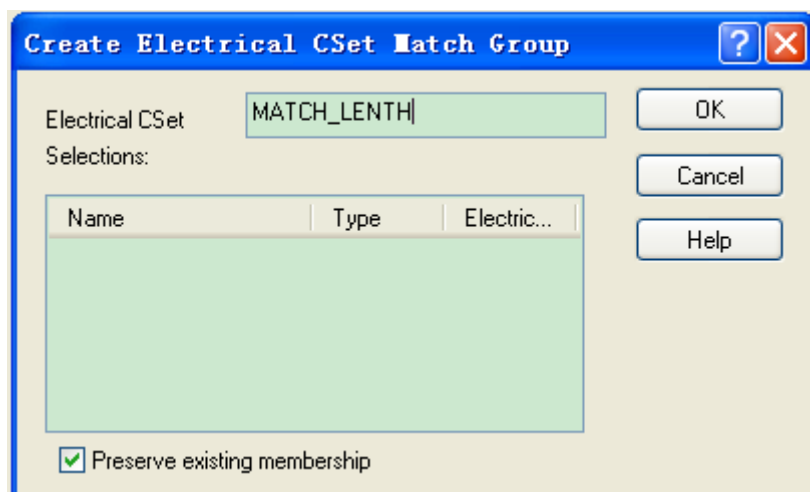 Create Electrical CSet Match Group
Electrical CSet
MATCH_LENTH
OK
Selections:
Cancel
Name Type Electric...
Help
Preserve existing membership